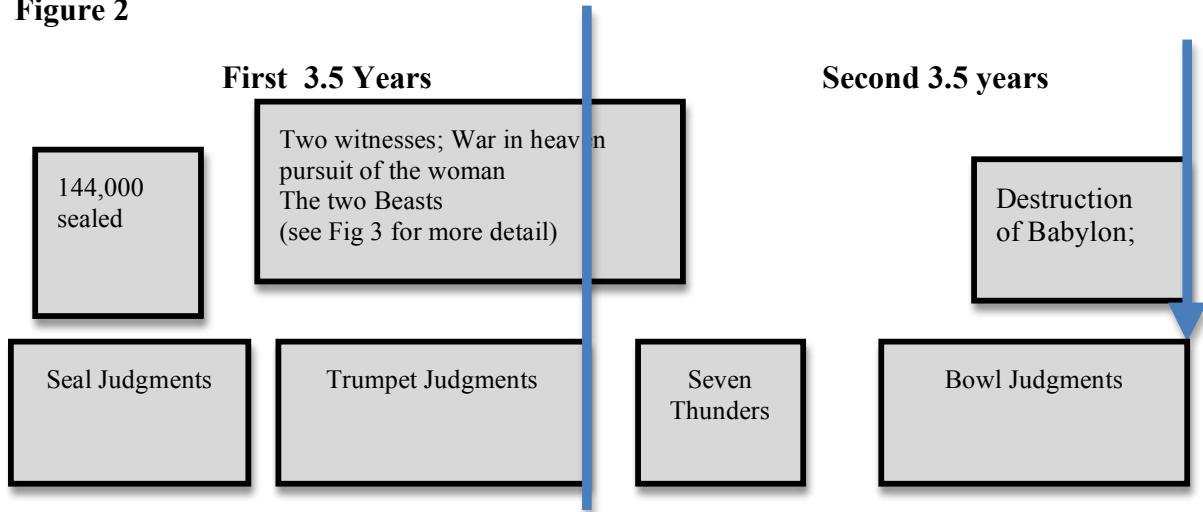 Figure 2
First 3.5 Years
Second 3.5 years
144,000
sealed
Two witnesses; War in heaven
pursuit of the woman
The two Beasts
(see Fig 3 for more detail)
Destruction
of Babylon;
Seal Judgments
Trumpet Judgments
Seven
Thunders
Bowl Judgments